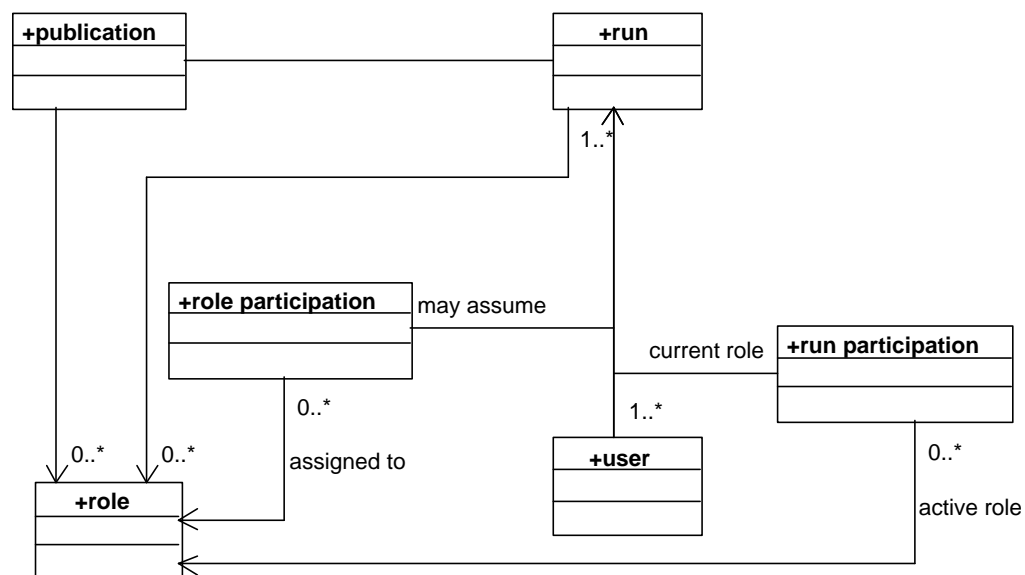 +publication
+run
1..*
+role participation
may assume
current role
+run participation
0..*
1..*
0..*
0..*
0..*
assigned to
+user
+role
active role